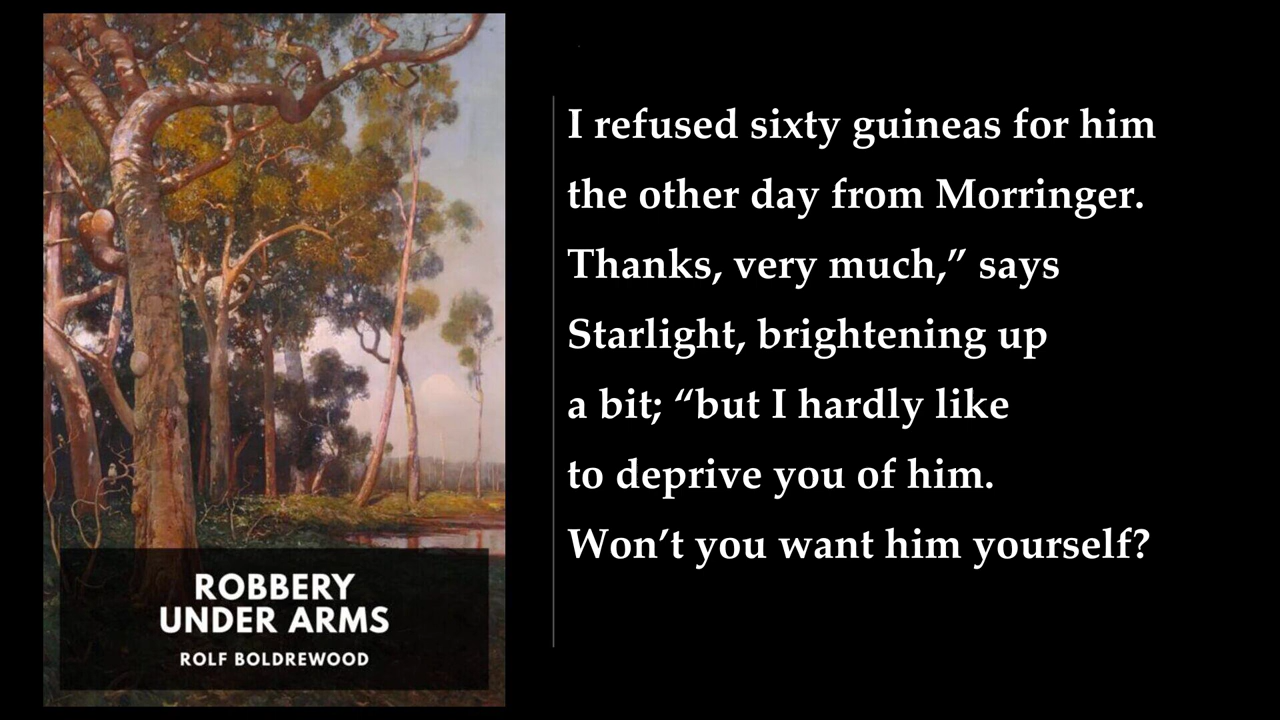 ROBBERY
UNDER ARMS
ROLF BOLDREWOOD
I refused sixty guineas for him
the other day from Morringer.
Thanks, very much,” says
Starlight, brightening up
a bit; “but I hardly like
to deprive you of him.
Won’t you want him yourself?